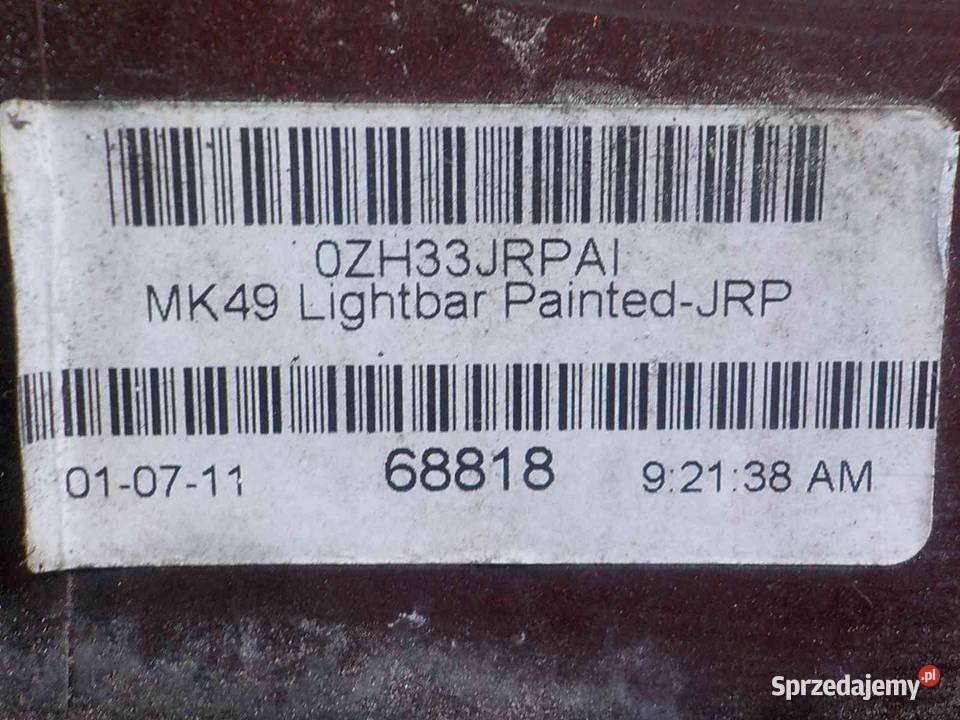 0ZH33JRPAI
MK49 Lightbar Painted-JRP
01-07-11 68818 9:21:38 AM
Sprzedajemy.pl